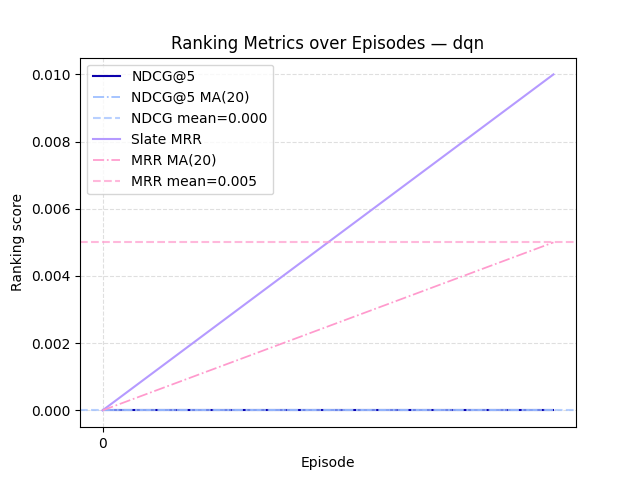 Ranking Metrics over Episodes — dqn
NDCG@5
NDCG@5 MA(20)
NDCG mean=0.000
Slate MRR
MRR MA(20)
MRR mean=0.005
0.010
0.008
0.006
0.004
0.002
0.000
Ranking score
0
Episode